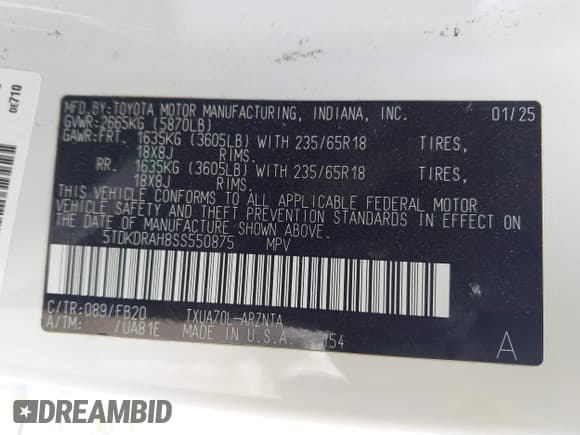 0E710
MFD.BY:TOYOTA MOTOR MANUFACTURING, INDIANA, INC. 01/25
GVWR:2665KG (5870LB)
GAWR:FRT. 1635KG (3605LB) WITH 235/65R18 TIRES,
18X8J RIMS.
RR. 1635KG (3605LB) WITH 235/65R18 TIRES,
18X8J RIMS.
THIS VEHICLE CONFORMS TO ALL APPLICABLE FEDERAL MOTOR
VEHICLE SAFETY AND THEFT PREVENTION STANDARDS IN EFFECT ON
THE DATE OF MANUFACTURE SHOWN ABOVE.
5TDKDRAH8SS550875 MPV
C/TR:089/FB20 TXUA70L-ARZNTA
A/TM: /UA81E MADE IN U.S.A. A
DREAMBID